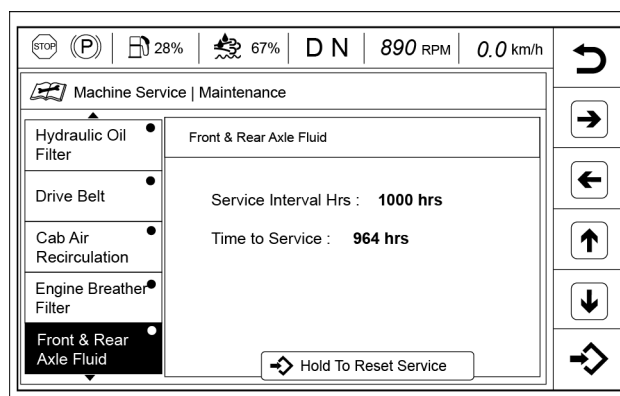 STOP P 28% 67% D N 890 RPM 0.0 km/h
Machine Service | Maintenance
Hydraulic Oil
Filter
Drive Belt
Cab Air
Recirculation
Engine Breather
Filter
Front & Rear
Axle Fluid
Front & Rear Axle Fluid
Service Interval Hrs : 1000 hrs
Time to Service : 964 hrs
Hold To Reset Service